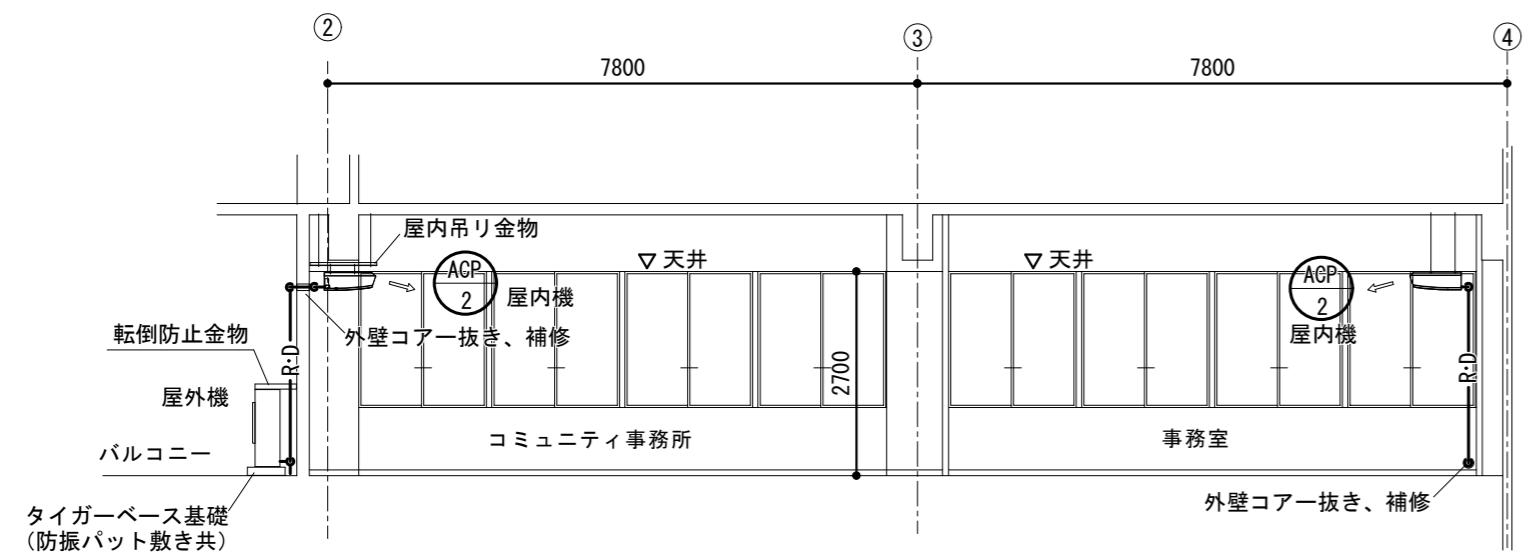 ②
③
④
7800
7800
屋内吊リ金物
▽天井
▽天井
ACP
2
屋内機
ACP
2
屋内機
外壁コアー抜き、補修
転倒防止金物
R·D
R·D
2700
屋外機
コミュニティ事務所
事務室
バルコニー
外壁コアー抜き、補修
タイガーベース基礎
(防振パット敷き共)